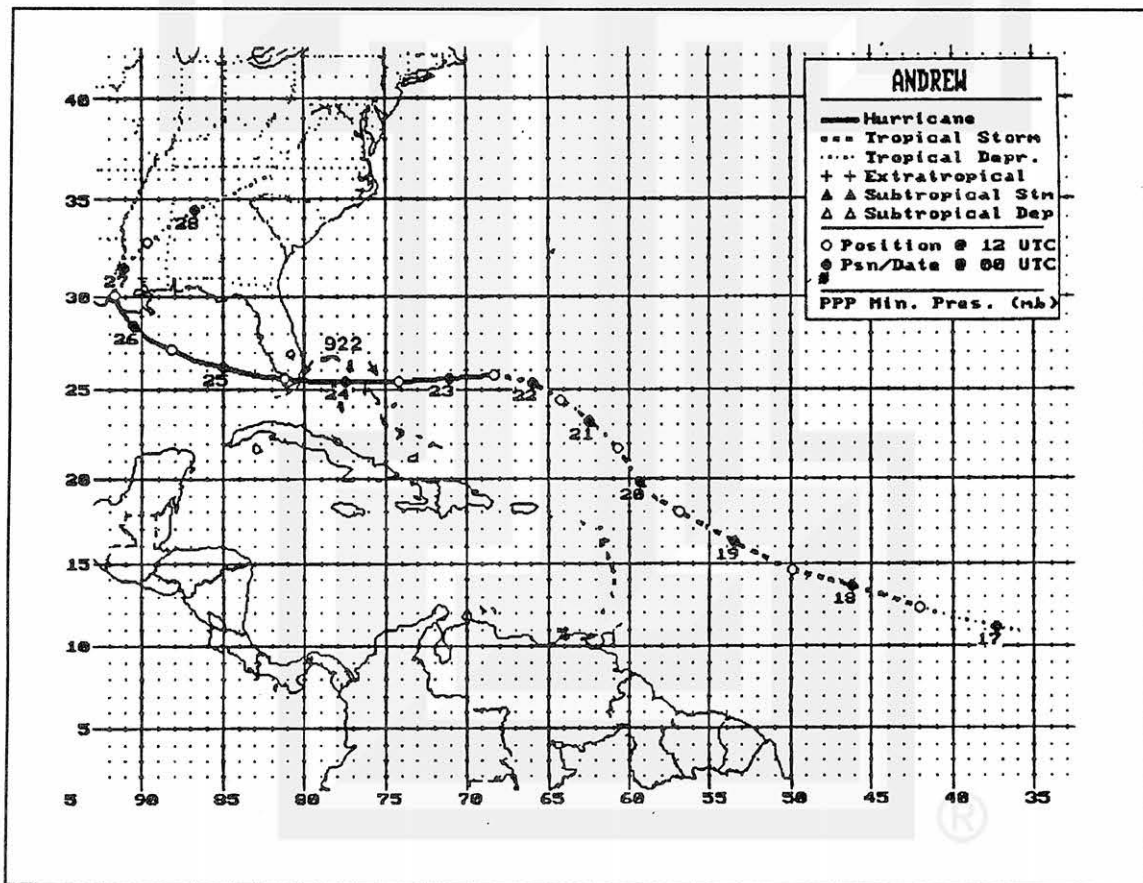 ANDREW
Hurricane
Tropical Storm
Tropical Depr.
+ + Extratropical
▲ ▲ Subtropical Stm
△ △ Subtropical Dep
○ Position @ 12 UTC
Psn/Date @ 00 UTC
PPP Min. Pres. (mb)
40
35
30
25
20
15
10
5
28
27
26
25
922
24
23
22
21
20
19
18
17
5 90 85 80 75 70 65 60 55 50 45 40 35
®